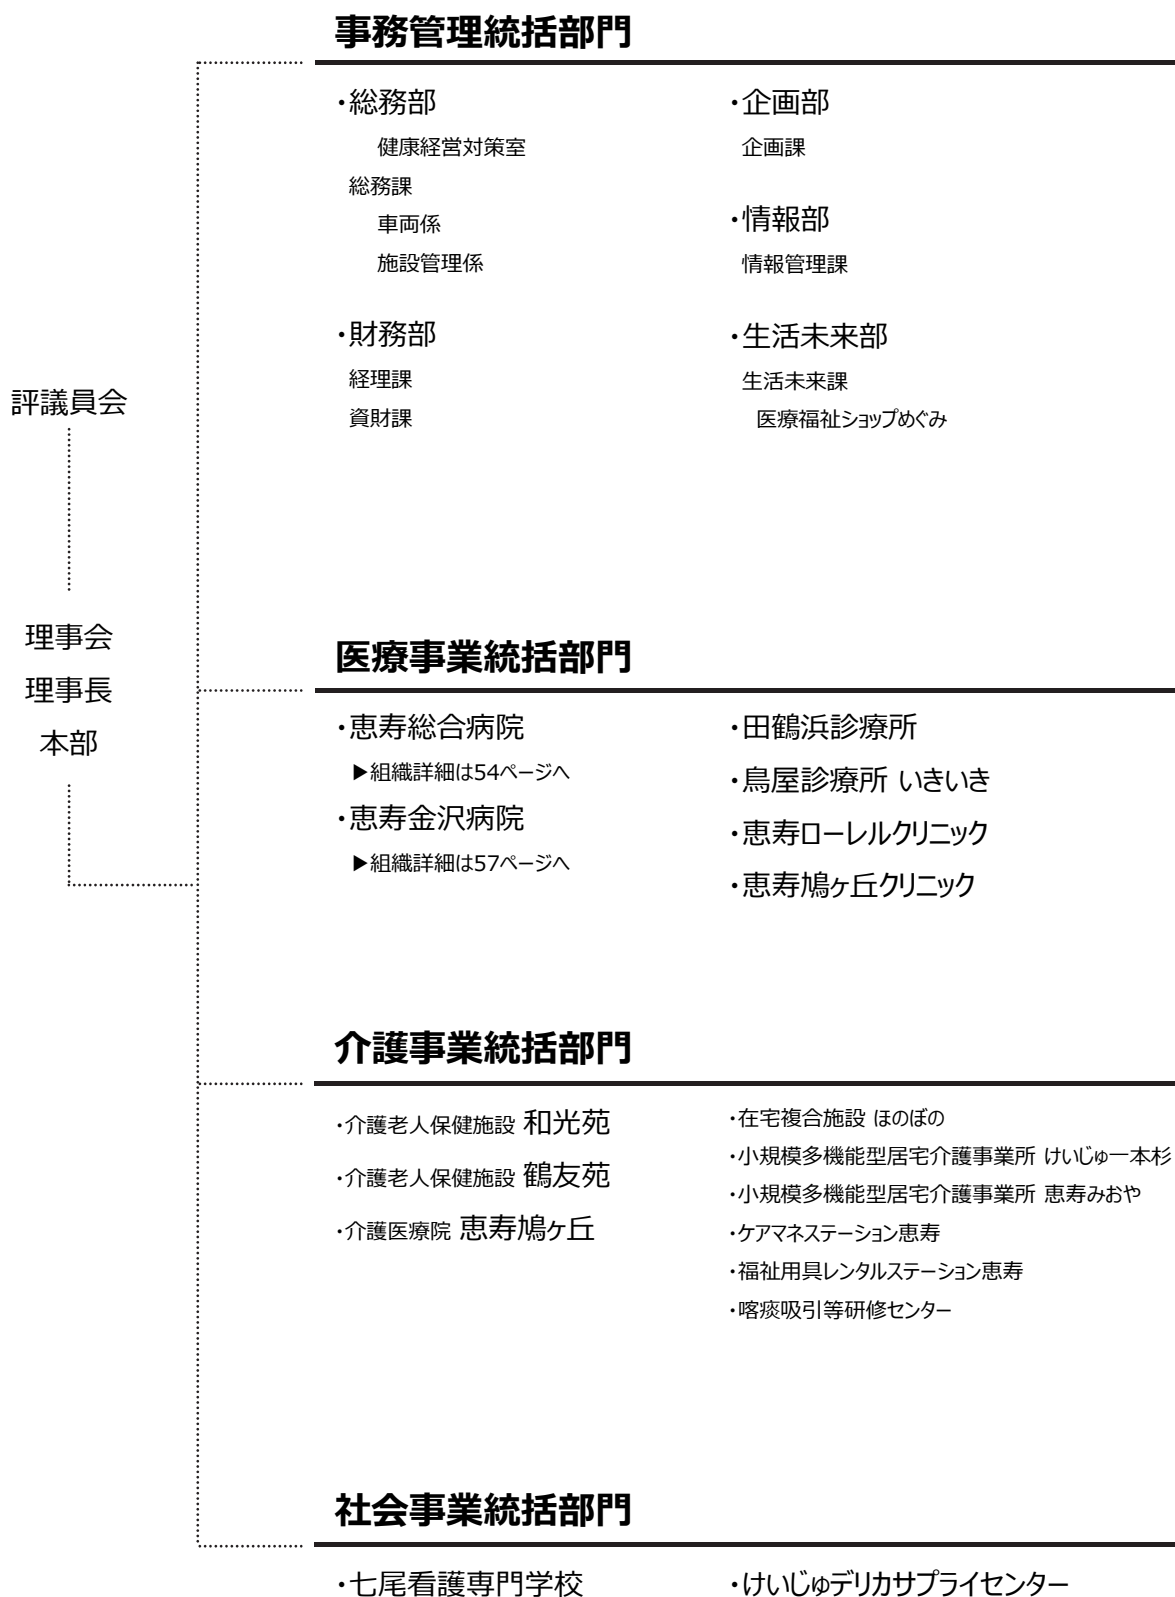 評議員会
理事会
理事長
本部
事務管理統括部門
・総務部
健康経営対策室
総務課
車両係
施設管理係
・財務部
経理課
資財課
・企画部
企画課
・情報部
情報管理課
・生活未来部
生活未来課
医療福祉ショップめぐみ
医療事業統括部門
・恵寿総合病院
▶組織詳細は54ページへ
・恵寿金沢病院
▶組織詳細は57ページへ
・田鶴浜診療所
・鳥屋診療所 いきいき
・恵寿ローレルクリニック
・恵寿鳩ヶ丘クリニック
介護事業統括部門
・介護老人保健施設 和光苑
・介護老人保健施設 鶴友苑
・介護医療院 恵寿鳩ヶ丘
・在宅複合施設 ほのぼの
・小規模多機能型居宅介護事業所 けいじゅ一本杉
・小規模多機能型居宅介護事業所 恵寿みおや
・ケアマネステーション恵寿
・福祉用具レンタルステーション恵寿
・喀痰吸引等研修センター
社会事業統括部門
・七尾看護専門学校
・けいじゅデリカサプライセンター